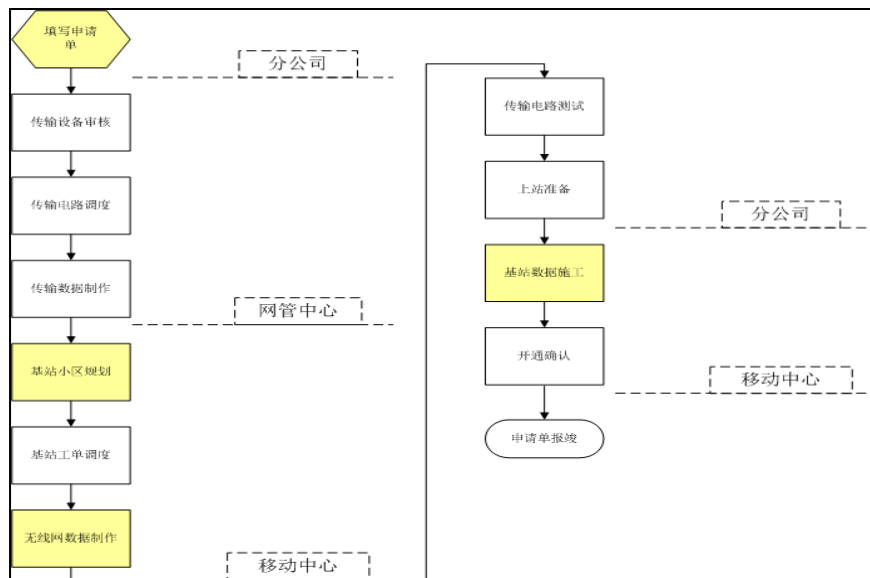 填写申请
单
分公司
传输设备审核
传输电路调度
传输数据制作
网管中心
基站小区规划
基站工单调度
无线网数据制作
移动中心
传输电路测试
上站准备
分公司
基站数据施工
开通确认
移动中心
申请单报竣